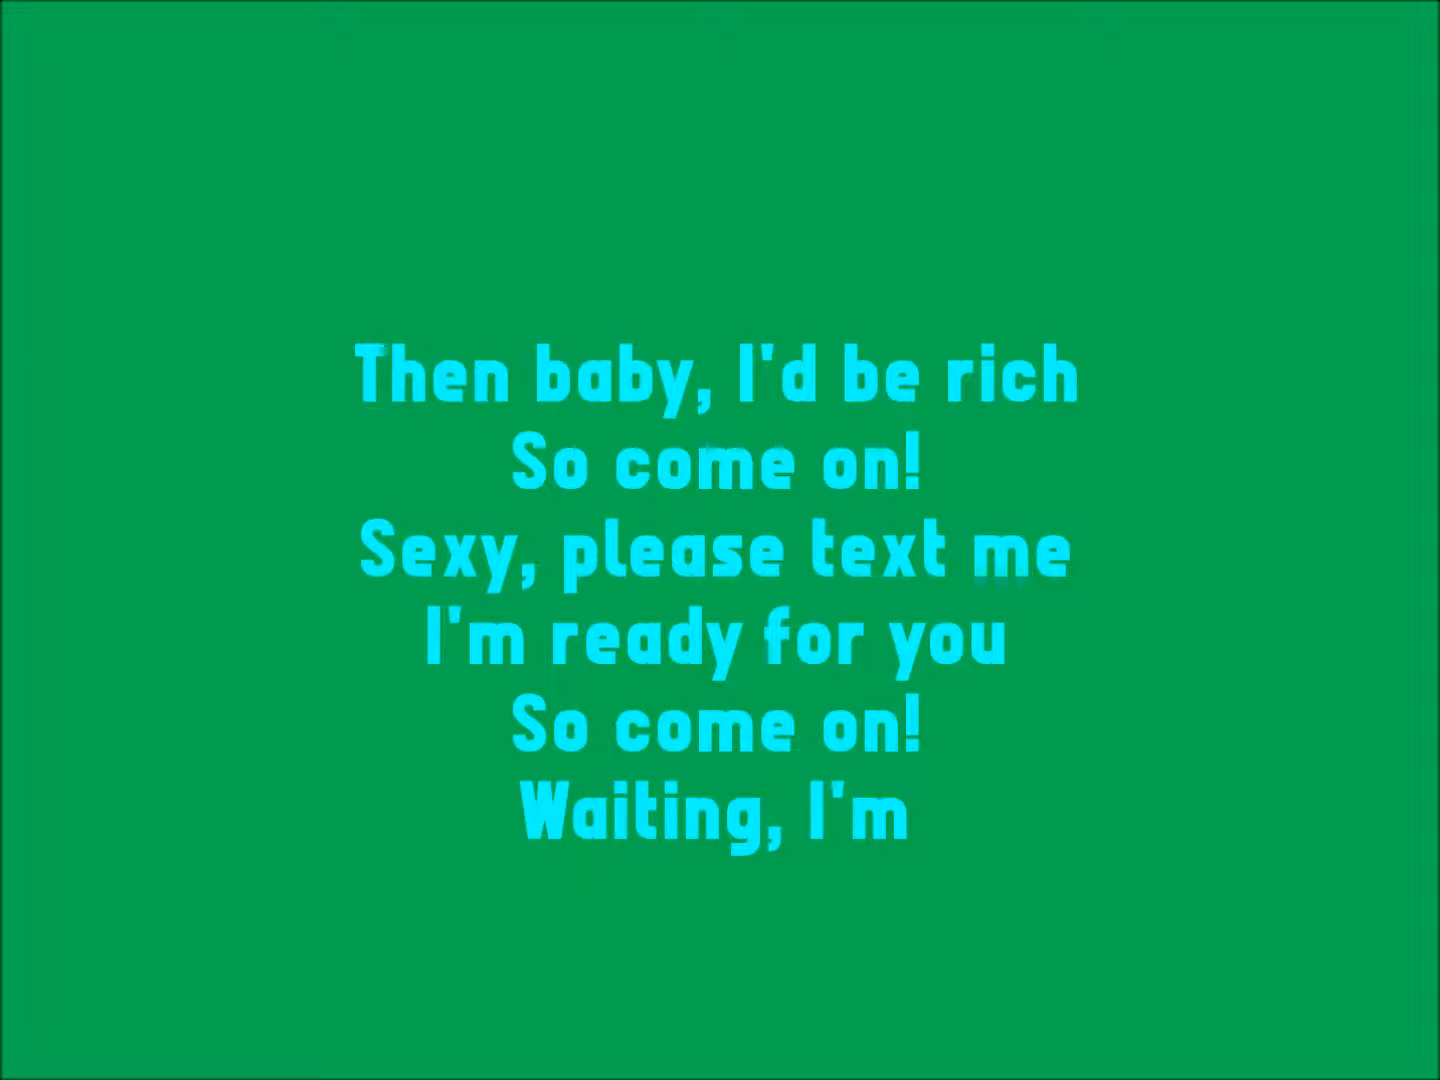 Then baby, I'd be rich
So come on!
Sexy, please text me
I'm ready for you
So come on!
Waiting, I'm